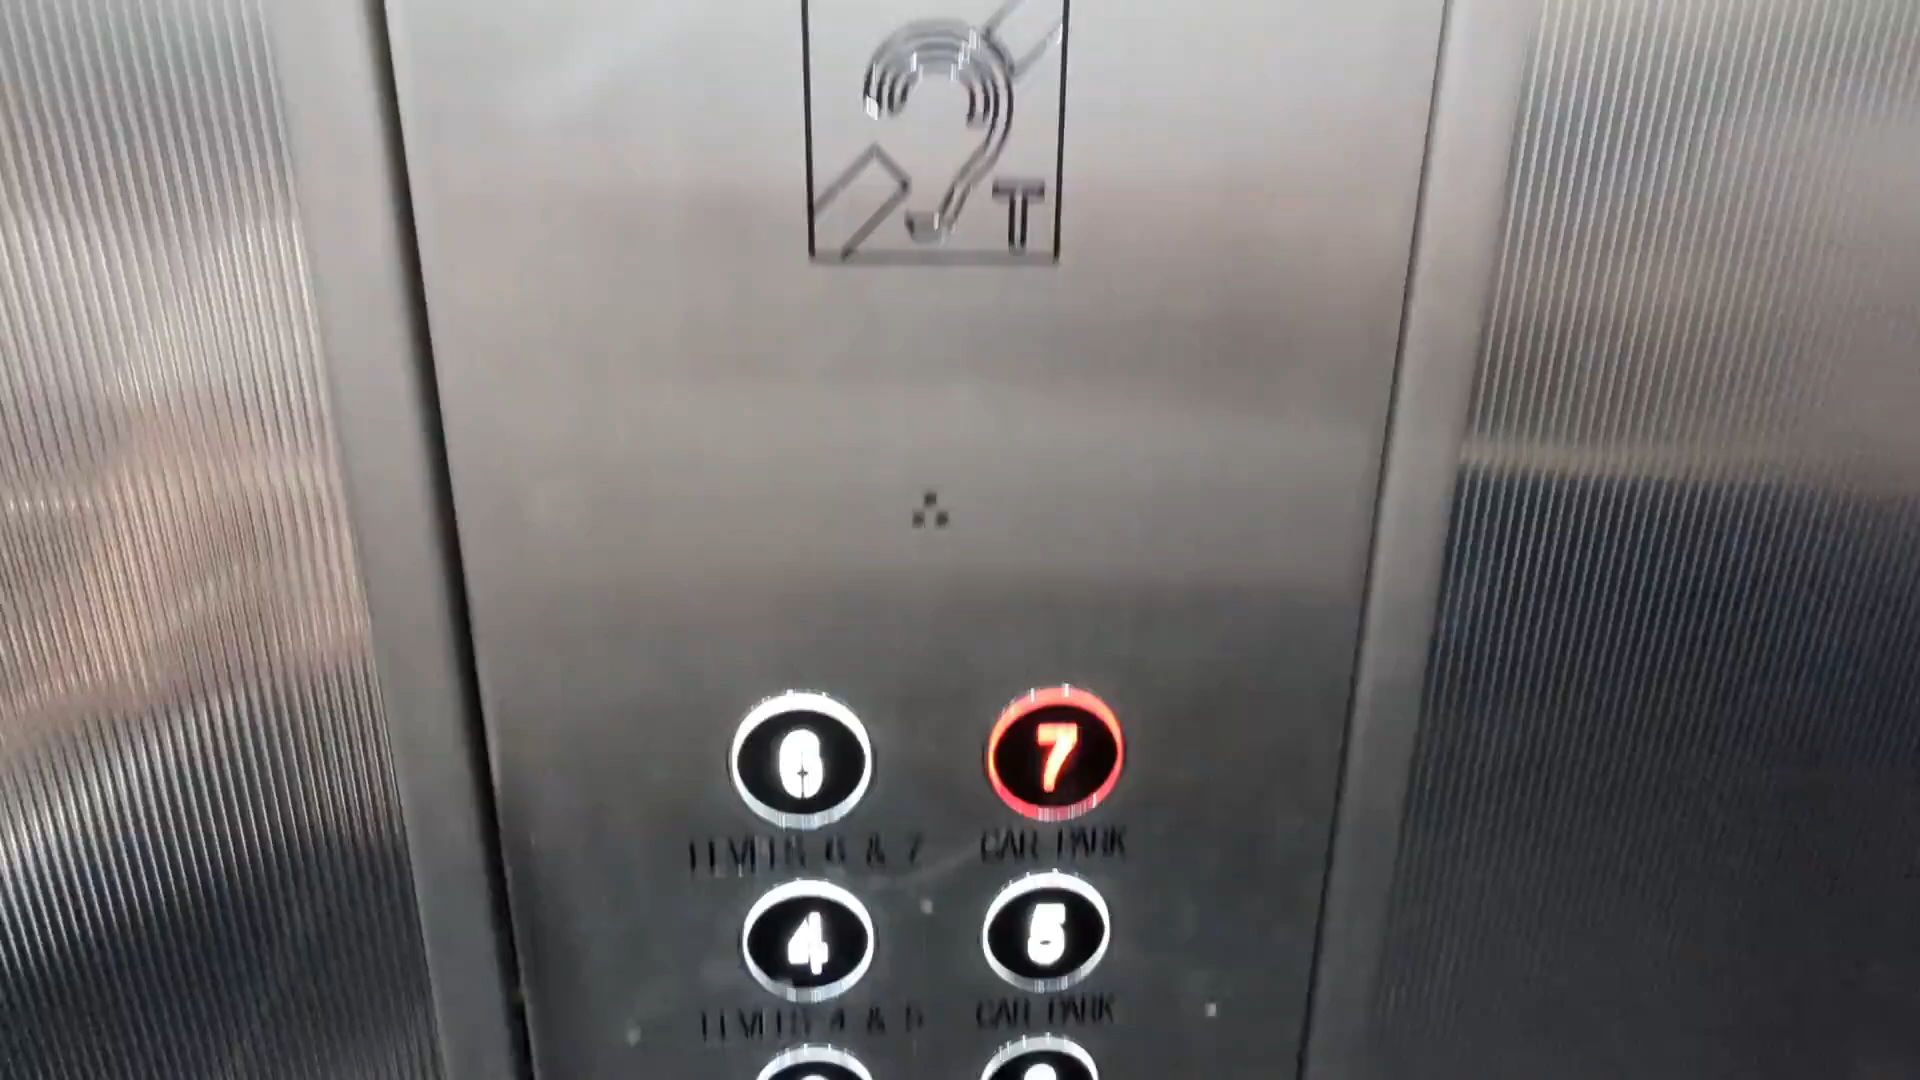 T
6 7
LEVELS 6 & 7 CAR PARK
4 5
LEVELS 4 & 5 CAR PARK